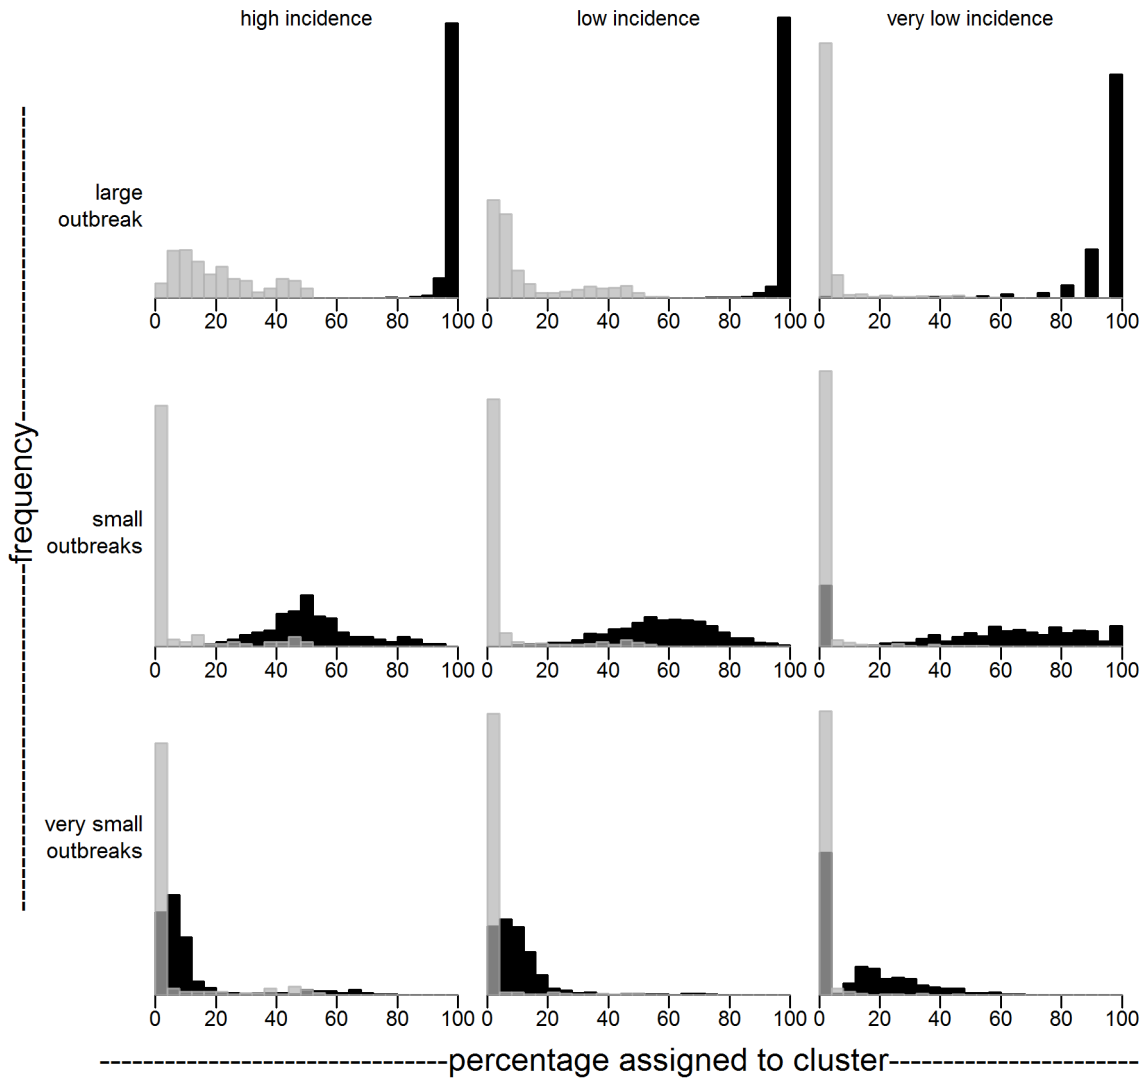 high incidence
low incidence
very low incidence
large
outbreak
0 20 40 60 80 100
0 20 40 60 80 100
0 20 40 60 80 100
frequency
small
outbreaks
0 20 40 60 80 100
0 20 40 60 80 100
0 20 40 60 80 100
very small
outbreaks
0 20 40 60 80 100
0 20 40 60 80 100
0 20 40 60 80 100
percentage assigned to cluster